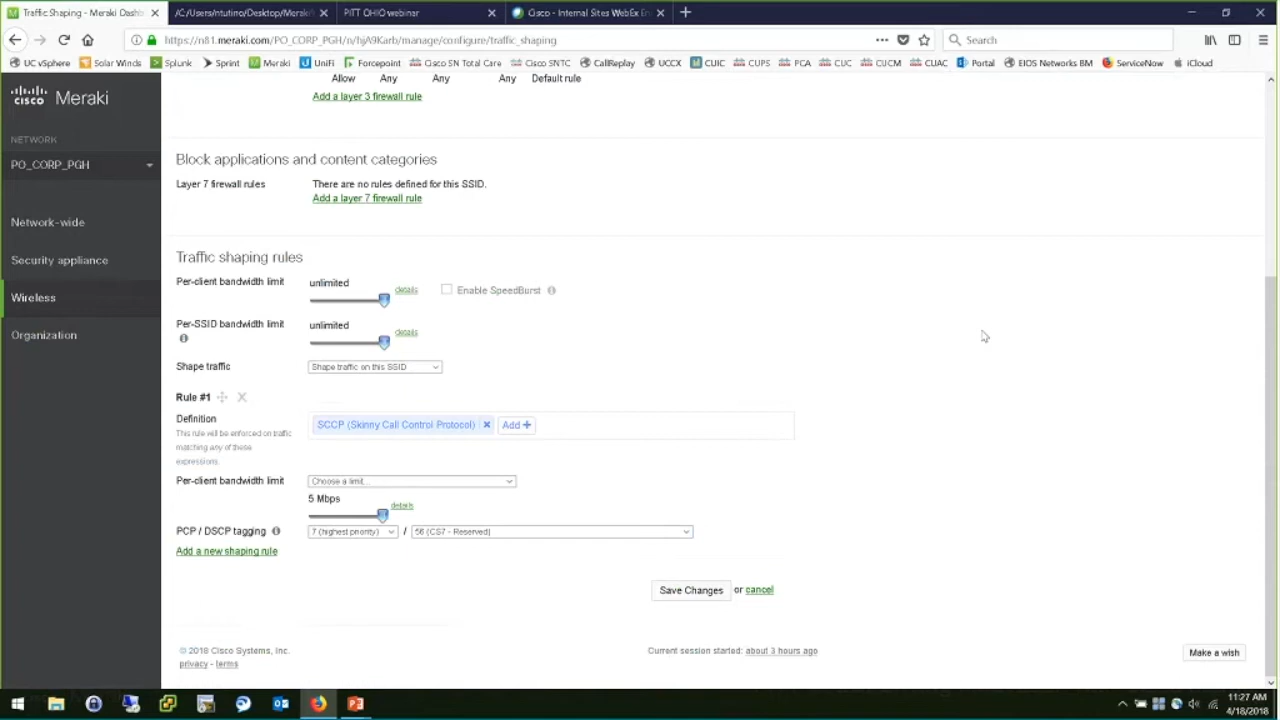 Traffic Shaping - Meraki Dashb
/C:/Users/ntutino/Desktop/Meraki
PITT OHIO webinar
Cisco - Internal Sites WebEx En
https://n81.meraki.com/PO_CORP_PGH/n/hjA9Karb/manage/configure/traffic_shaping
Search
UC vSphere Solar Winds Splunk Sprint Meraki UniFi Forcepoint Cisco SN Total Care Cisco SNTC CallReplay UCCX CUIC CUPS PCA CUC CUCM CUAC Portal EIOS Networks BM ServiceNow iCloud
Allow Any Any Any Default rule
Add a layer 3 firewall rule
cisco Meraki
NETWORK
PO_CORP_PGH
Network-wide
Security appliance
Wireless
Organization
Block applications and content categories
Layer 7 firewall rules There are no rules defined for this SSID.
Add a layer 7 firewall rule
Traffic shaping rules
Per-client bandwidth limit unlimited details Enable SpeedBurst
Per-SSID bandwidth limit unlimited details
Shape traffic Shape traffic on this SSID
Rule #1
Definition
This rule will be enforced on traffic
matching any of these
expressions.
SCCP (Skinny Call Control Protocol) × Add +
Per-client bandwidth limit Choose a limit...
5 Mbps details
PCP / DSCP tagging 7 (highest priority) / 56 (CS7 - Reserved)
Add a new shaping rule
Save Changes or cancel
© 2018 Cisco Systems, Inc.
privacy - terms
Current session started: about 3 hours ago
Make a wish
11:27 AM
4/18/2018